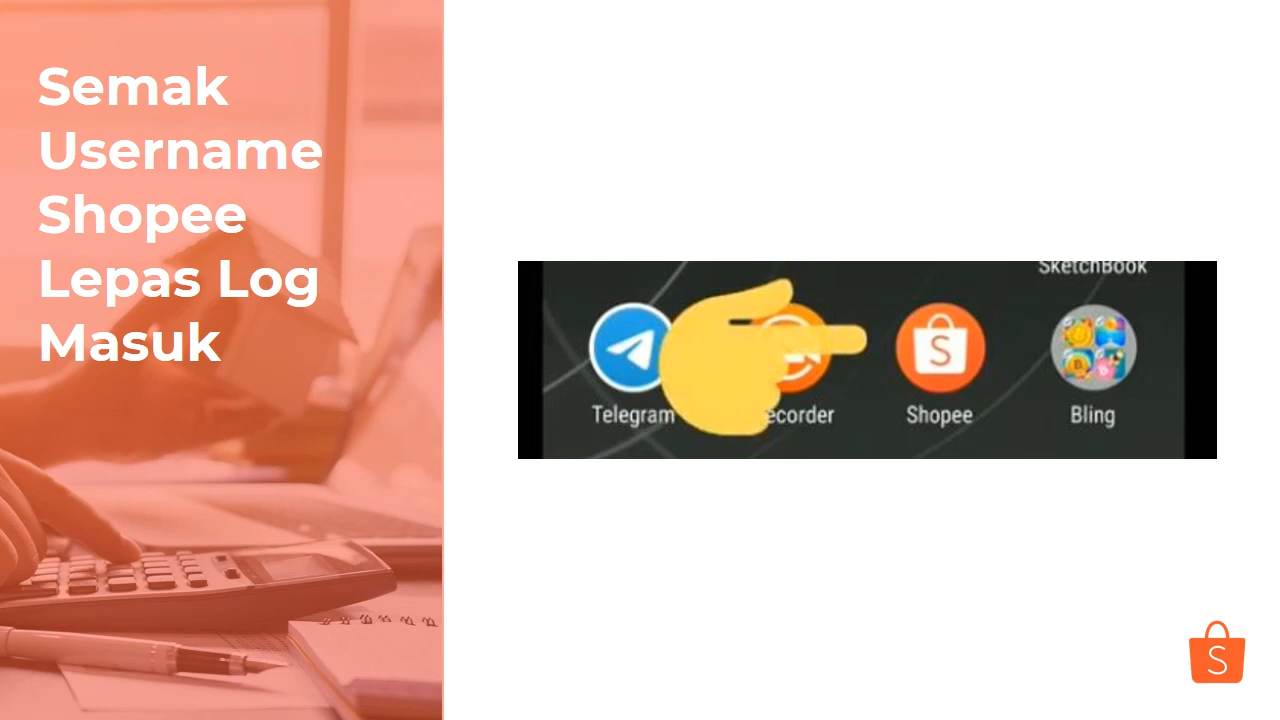 Semak
Username
Shopee
Lepas Log
Masuk
SketchBook
Telegram
ecorder
Shopee
Bling